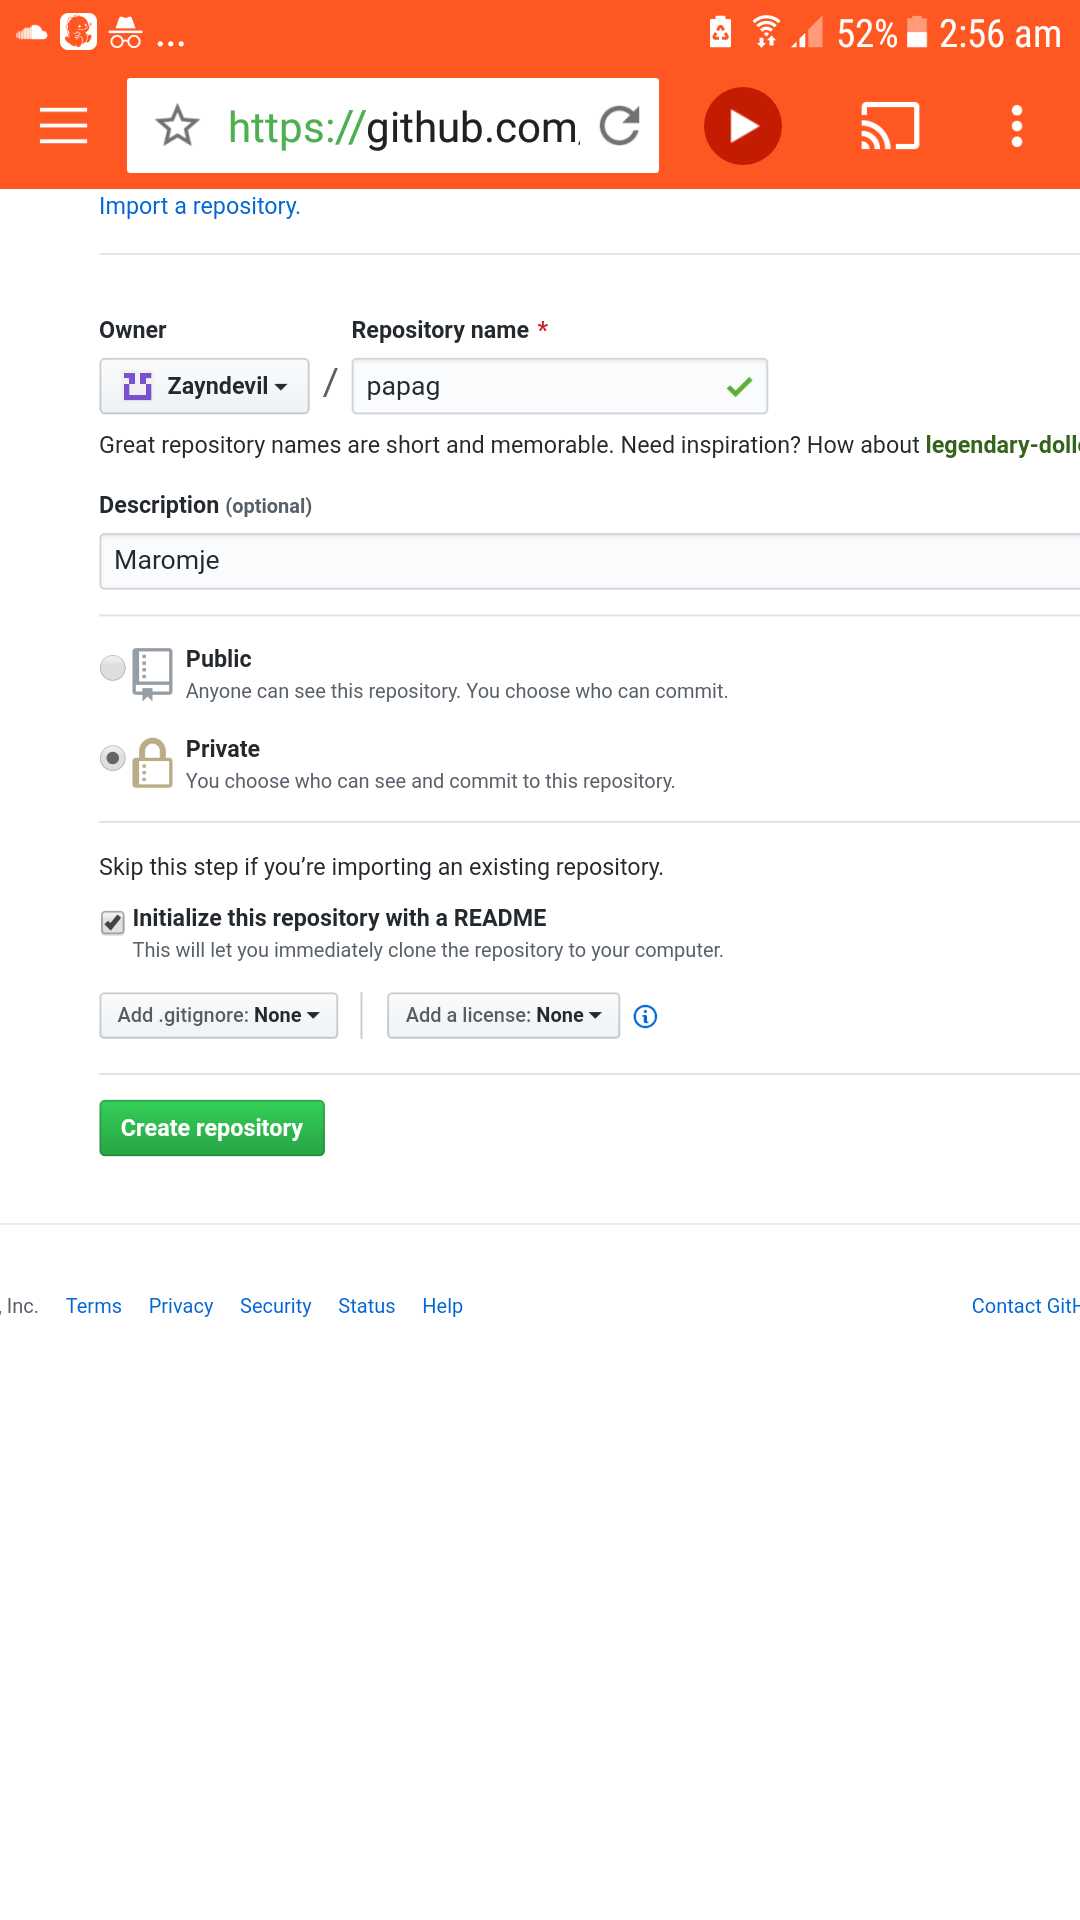 52% 2:56 am
https://github.com
Import a repository.
Owner Repository name *
Zayndevil / papag
Great repository names are short and memorable. Need inspiration? How about legendary-doll
Description (optional)
Maromje
Public
Anyone can see this repository. You choose who can commit.
Private
You choose who can see and commit to this repository.
Skip this step if you’re importing an existing repository.
Initialize this repository with a README
This will let you immediately clone the repository to your computer.
Add .gitignore: None Add a license: None
Create repository
, Inc. Terms Privacy Security Status Help Contact Git